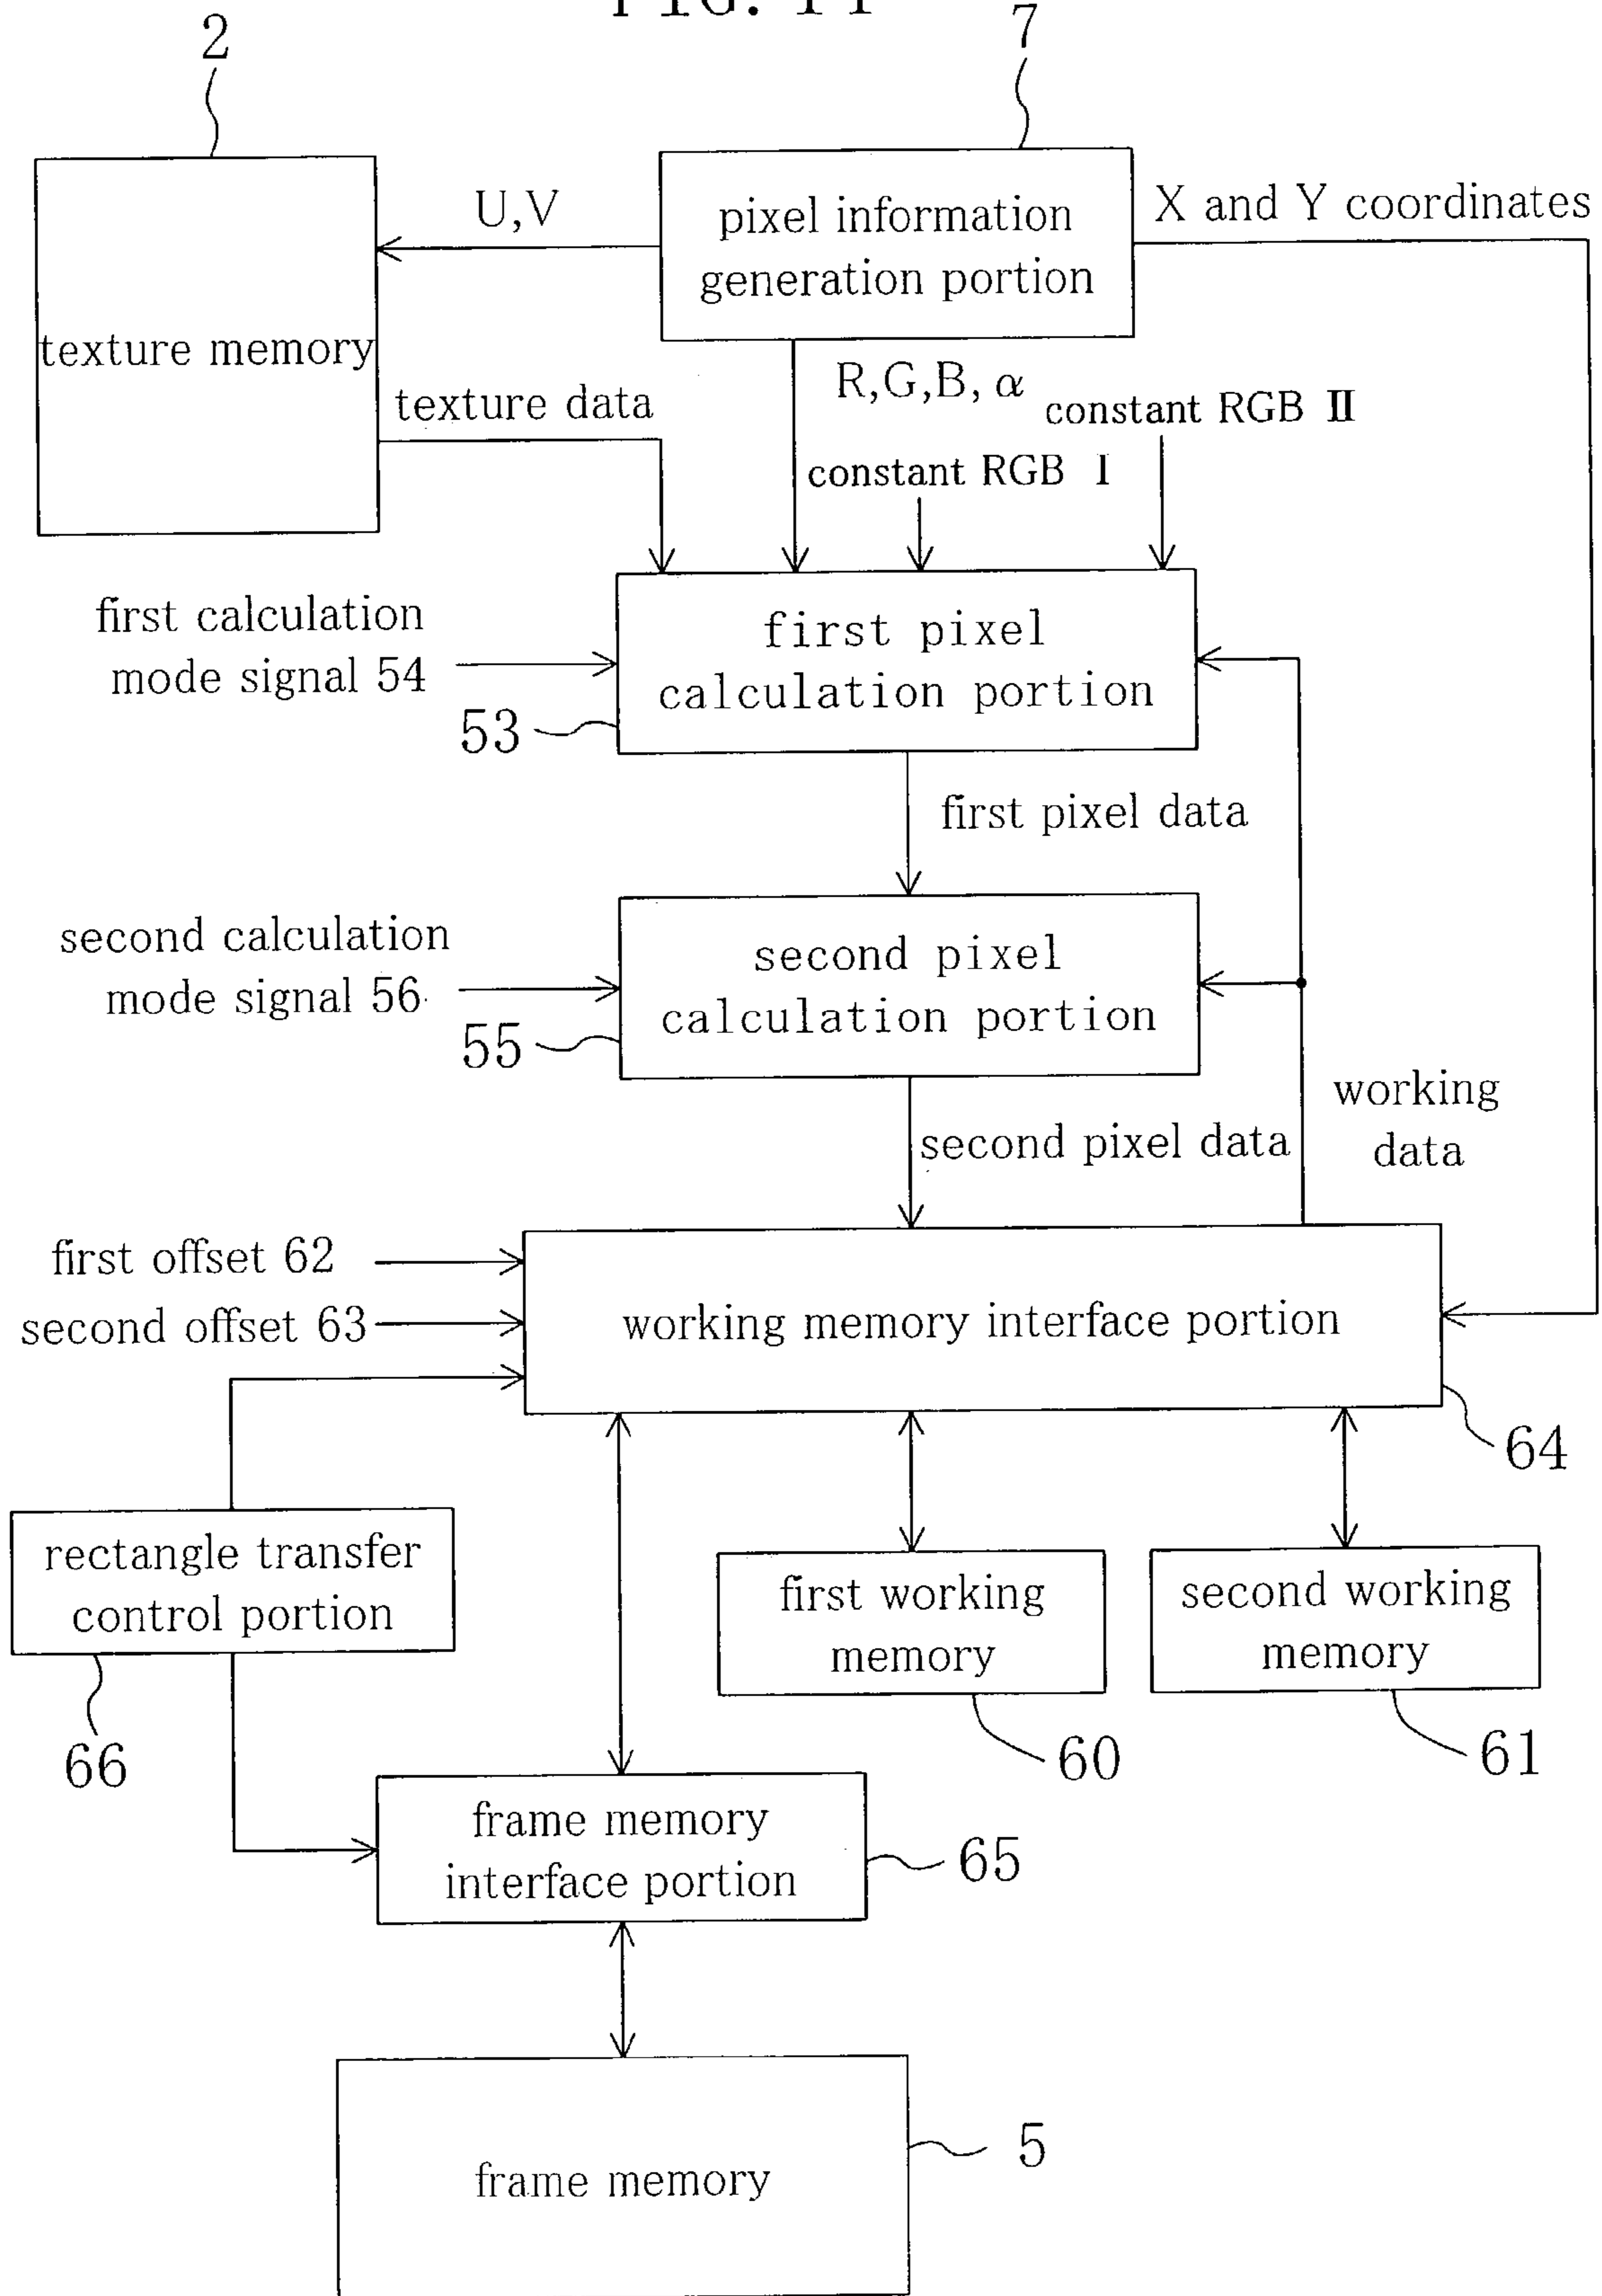 2
7
U,V
pixel information
generation portion
X and Y coordinates
texture memory
R,G,B, α
texture data
constant RGB II
constant RGB I
first calculation
mode signal 54
first pixel
calculation portion
53
first pixel data
second calculation
mode signal 56
second pixel
calculation portion
55
working
data
second pixel data
first offset 62
second offset 63
working memory interface portion
64
rectangle transfer
control portion
first working
memory
second working
memory
66
60
61
frame memory
interface portion
65
5
frame memory